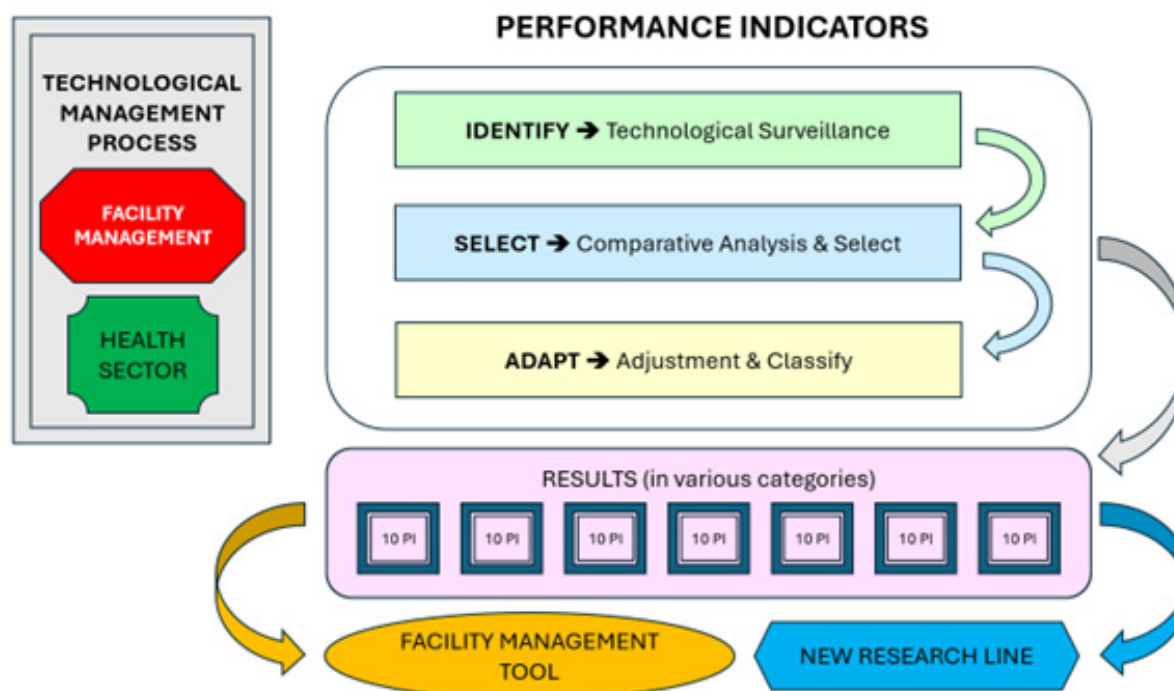 PERFORMANCE INDICATORS
TECHNOLOGICAL
MANAGEMENT
PROCESS
FACILITY
MANAGEMENT
HEALTH
SECTOR
IDENTIFY ➔ Technological Surveillance
SELECT ➔ Comparative Analysis & Select
ADAPT ➔ Adjustment & Classify
RESULTS (in various categories)
10 PI 10 PI 10 PI 10 PI 10 PI 10 PI 10 PI
FACILITY MANAGEMENT
TOOL
NEW RESEARCH LINE